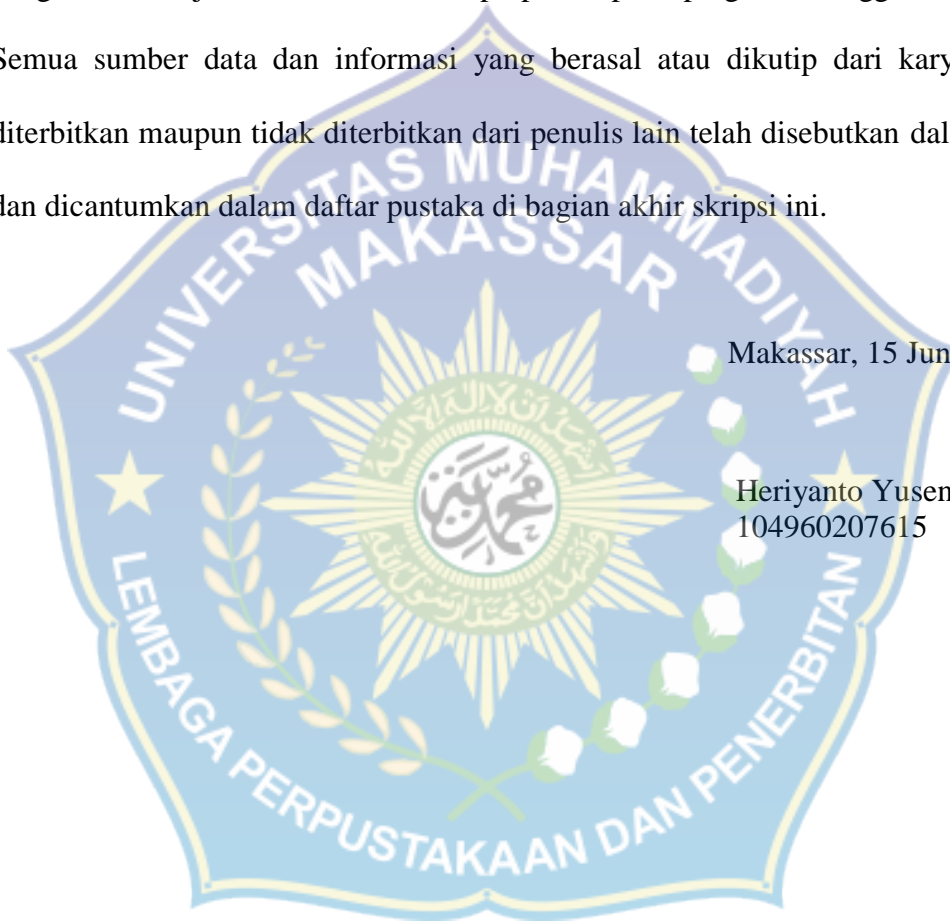 Semua sumber data dan informasi yang berasal atau dikutip dari kary
diterbitkan maupun tidak diterbitkan dari penulis lain telah disebutkan dal
dan dicantumkan dalam daftar pustaka di bagian akhir skripsi ini.
UNIVERSITAS MUHAMMADIYAH
MAKASSAR
Makassar, 15 Jun
Heriyanto Yusen
104960207615
محمد
LEMBAGA PERPUSTAKAAN DAN PENERBITAN